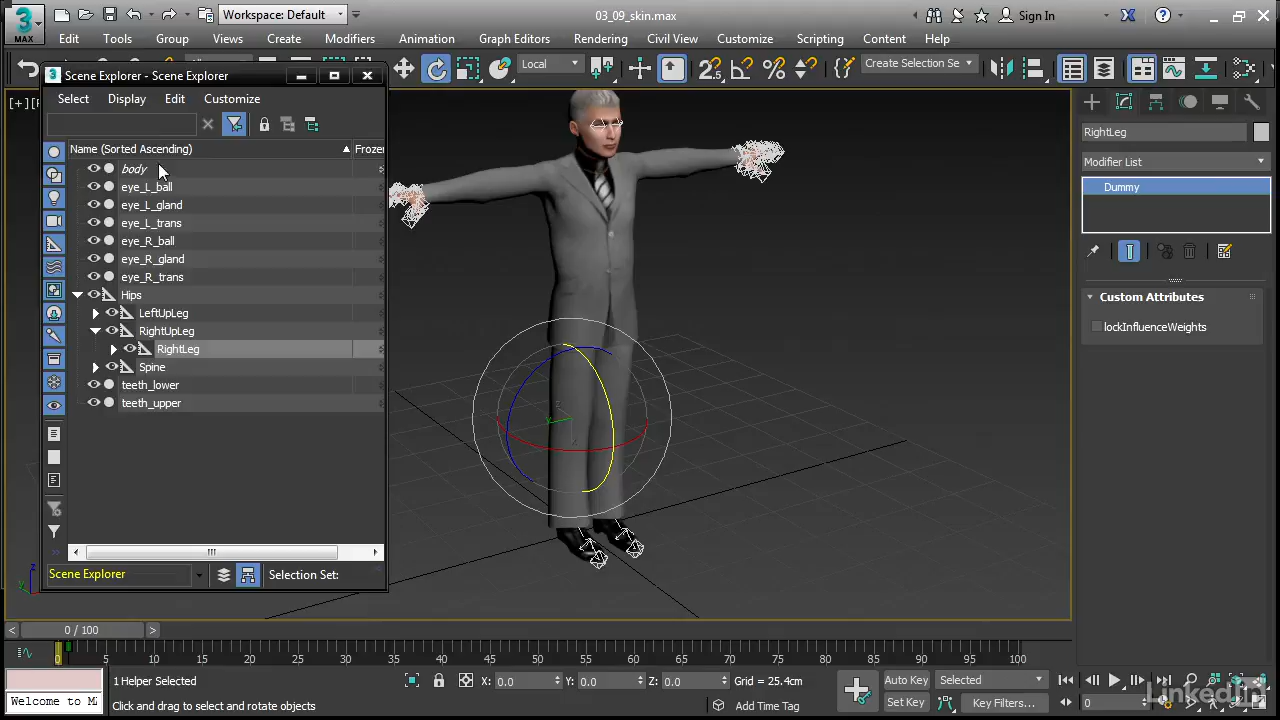 3
MAX
Workspace: Default
03_09_skin.max
Sign In
Edit Tools Group Views Create Modifiers Animation Graph Editors Rendering Civil View Customize Scripting Content Help
Local
2.5
Create Selection Se
Scene Explorer - Scene Explorer
Select Display Edit Customize
Name (Sorted Ascending)
Frozen
body
eye_L_ball
eye_L_gland
eye_L_trans
eye_R_ball
eye_R_gland
eye_R_trans
Hips
LeftUpLeg
RightUpLeg
RightLeg
Spine
teeth_lower
teeth_upper
Scene Explorer
Selection Set:
RightLeg
Modifier List
Dummy
Custom Attributes
lockInfluenceWeights
0 / 100
0 5 10 15 20 25 30 35 40 45 50 55 60 65 70 75 80 85 90 95 100
1 Helper Selected
X: 0.0
Y: 0.0
Z: 0.0
Grid = 25.4cm
Auto Key
Selected
Welcome to M
Click and drag to select and rotate objects
Add Time Tag
Set Key
Key Filters...
0
LinkedIn